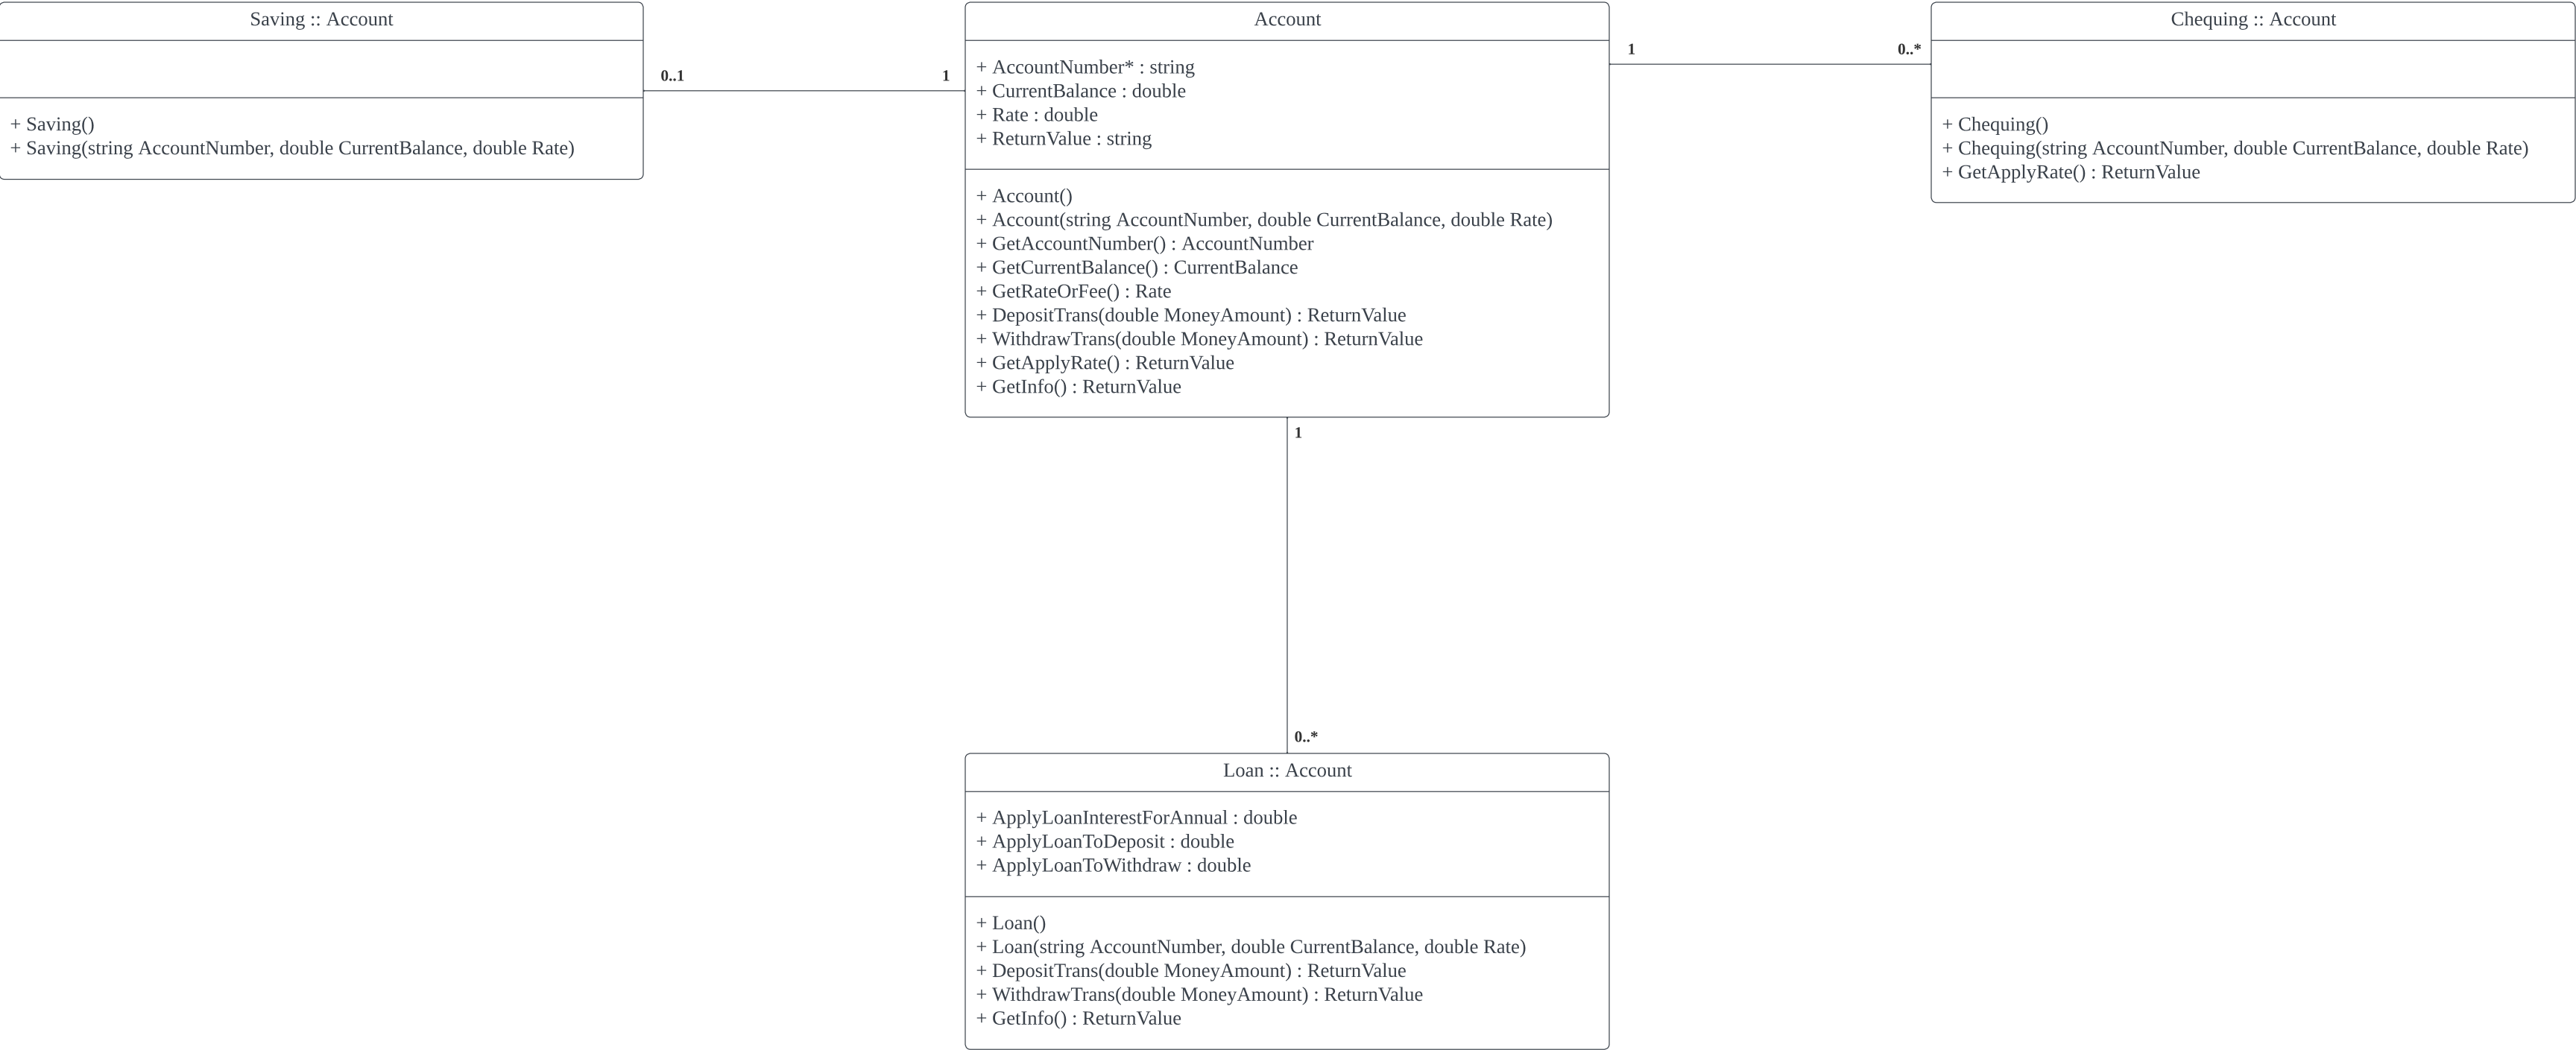 Saving :: Account
+ Saving()
+ Saving(string AccountNumber, double CurrentBalance, double Rate)
0..1
1
Account
+ AccountNumber* : string
+ CurrentBalance : double
+ Rate : double
+ ReturnValue : string
+ Account()
+ Account(string AccountNumber, double CurrentBalance, double Rate)
+ GetAccountNumber() : AccountNumber
+ GetCurrentBalance() : CurrentBalance
+ GetRateOrFee() : Rate
+ DepositTrans(double MoneyAmount) : ReturnValue
+ WithdrawTrans(double MoneyAmount) : ReturnValue
+ GetApplyRate() : ReturnValue
+ GetInfo() : ReturnValue
1
0..*
Chequing :: Account
+ Chequing()
+ Chequing(string AccountNumber, double CurrentBalance, double Rate)
+ GetApplyRate() : ReturnValue
1
0..*
Loan :: Account
+ ApplyLoanInterestForAnnual : double
+ ApplyLoanToDeposit : double
+ ApplyLoanToWithdraw : double
+ Loan()
+ Loan(string AccountNumber, double CurrentBalance, double Rate)
+ DepositTrans(double MoneyAmount) : ReturnValue
+ WithdrawTrans(double MoneyAmount) : ReturnValue
+ GetInfo() : ReturnValue